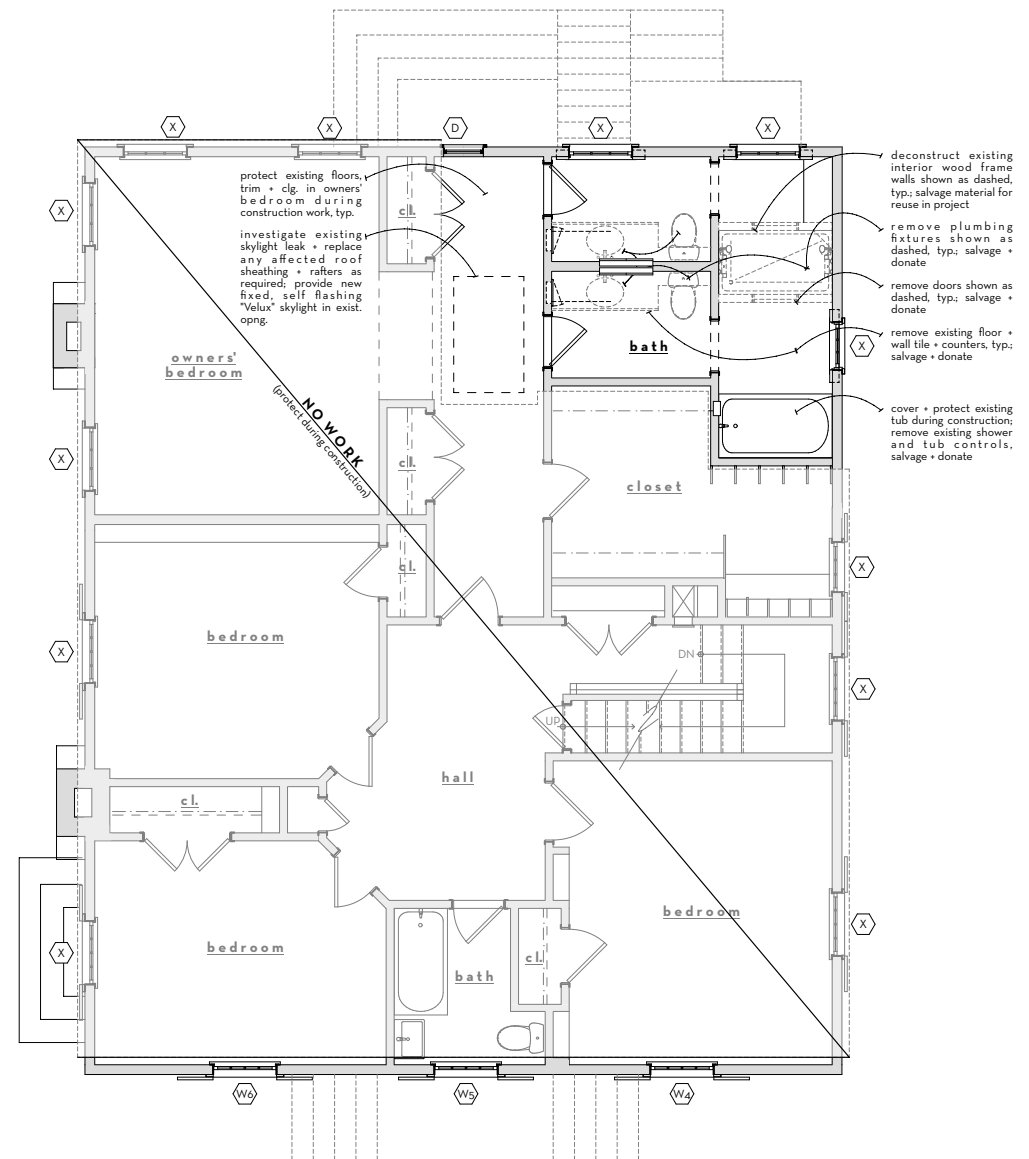 X
X
D
X
X
protect existing floors,
trim + clg. in owners'
bedroom during
construction work, typ.
investigate existing
skylight leak + replace
any affected roof
sheathing + rafters as
required; provide new
fixed, self flashing
"Velux" skylight in exist.
opng.
deconstruct existing
interior wood frame
walls shown as dashed,
typ.; salvage material for
reuse in project
remove plumbing
fixtures shown as
dashed, typ.; salvage +
donate
remove doors shown as
dashed, typ.; salvage +
donate
remove existing floor +
wall tile + counters, typ.;
salvage + donate
cover + protect existing
tub during construction;
remove existing shower
and tub controls,
salvage + donate
X
cl.
bath
X
owners'
bedroom
NO WORK
(protect during construction)
X
cl.
closet
cl.
X
bedroom
X
DN
X
UP
hall
cl.
bedroom
X
bedroom
X
bath
cl.
W6
W5
W4